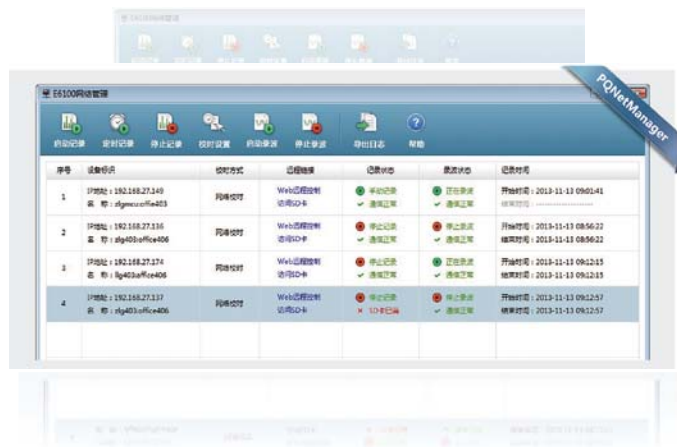 E6100网络管理
PQNetManager
启动记录 定时记录 停止记录 校时设置 启动录波 停止录波 导出日志 帮助
序号 设备标识 校时方式 远程链接 记录状态 录波状态 记录时间
1 IP地址：192.168.27.149 网络校时 Web远程控制 手动记录 正在录波 开始时间：2013-11-13 09:01:41
名 称：zlgmcu:office403 访问SD卡 通信正常 通信正常 结束时间：--------------------
2 IP地址：192.168.27.136 网络校时 Web远程控制 停止记录 停止录波 开始时间：2013-11-13 08:56:22
名 称：zlg403:office406 访问SD卡 通信正常 通信正常 结束时间：2013-11-13 08:56:22
3 IP地址：192.168.27.174 网络校时 Web远程控制 停止记录 正在录波 开始时间：2013-11-13 09:12:15
名 称：llg403:office406 访问SD卡 通信正常 通信正常 结束时间：2013-11-13 09:12:15
4 IP地址：192.168.27.137 网络校时 Web远程控制 停止记录 停止录波 开始时间：2013-11-13 09:12:57
名 称：zlg403:office406 访问SD卡 SD卡已满 通信正常 结束时间：2013-11-13 09:12:57